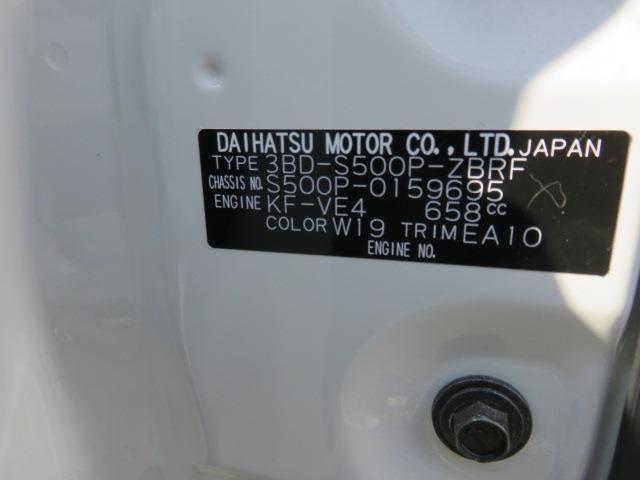 DAIHATSU MOTOR CO., LTD. JAPAN
TYPE 3BD-S500P-ZBRF
CHASSIS NO. S500P-0159695
ENGINE KF-VE4 658cc
COLOR W19 TRIM EA10
ENGINE NO.